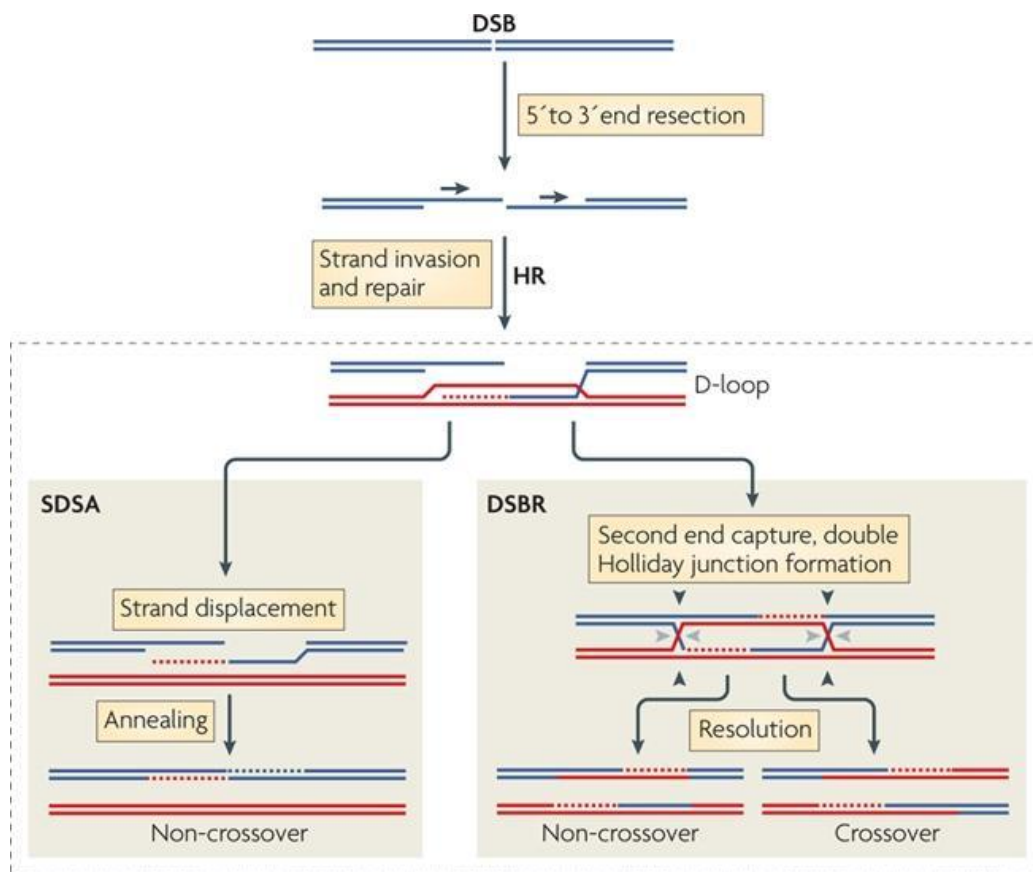 DSB
5´to 3´end resection
Strand invasion
and repair
HR
D-loop
SDSA
DSBR
Second end capture, double
Holliday junction formation
Strand displacement
Annealing
Resolution
Non-crossover
Non-crossover
Crossover